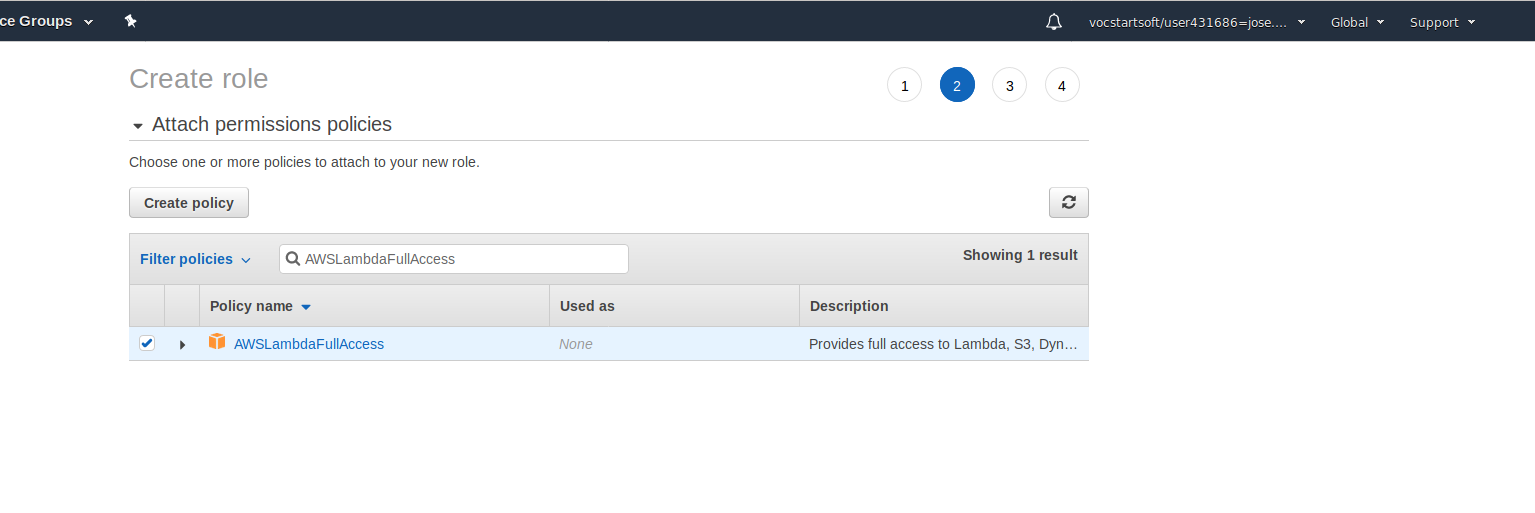 ce Groups
vocstartsoft/user431686=jose.... Global Support
Create role
1 2 3 4
Attach permissions policies
Choose one or more policies to attach to your new role.
Create policy
Filter policies AWSLambdaFullAccess Showing 1 result
Policy name Used as Description
AWSLambdaFullAccess None Provides full access to Lambda, S3, Dyn…